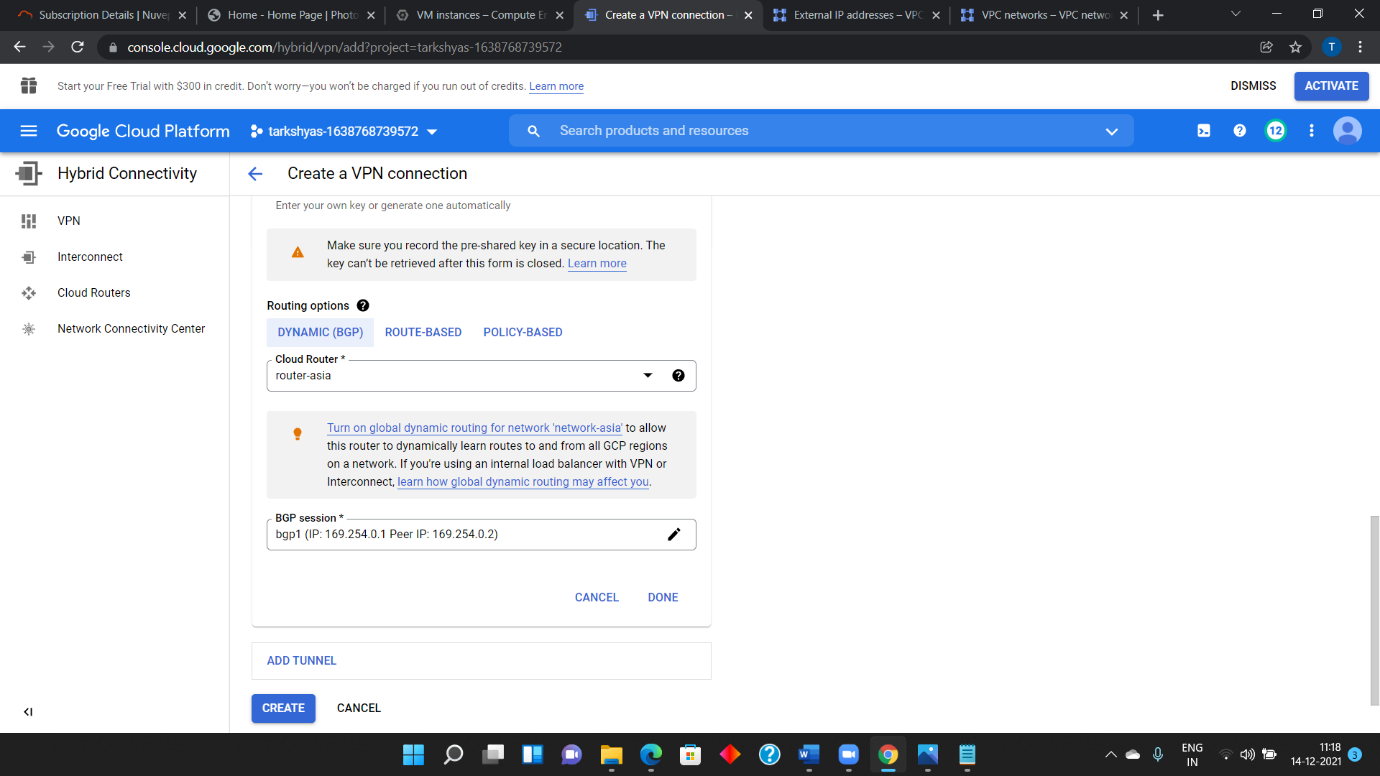 Subscription Details | Nuvep
Home - Home Page | Photo
VM instances – Compute En
Create a VPN connection –
External IP addresses – VPC
VPC networks – VPC networ
console.cloud.google.com/hybrid/vpn/add?project=tarkshyas-1638768739572
T
Start your Free Trial with $300 in credit. Don't worry—you won't be charged if you run out of credits. Learn more
DISMISS
ACTIVATE
Google Cloud Platform
tarkshyas-1638768739572
Search products and resources
12
Hybrid Connectivity
Create a VPN connection
VPN
Interconnect
Cloud Routers
Network Connectivity Center
Enter your own key or generate one automatically
Make sure you record the pre-shared key in a secure location. The
key can't be retrieved after this form is closed. Learn more
Routing options
DYNAMIC (BGP)
ROUTE-BASED
POLICY-BASED
Cloud Router *
router-asia
Turn on global dynamic routing for network 'network-asia' to allow
this router to dynamically learn routes to and from all GCP regions
on a network. If you're using an internal load balancer with VPN or
Interconnect, learn how global dynamic routing may affect you.
BGP session *
bgp1 (IP: 169.254.0.1 Peer IP: 169.254.0.2)
CANCEL
DONE
ADD TUNNEL
CREATE
CANCEL
ENG
IN
11:18
14-12-2021
3